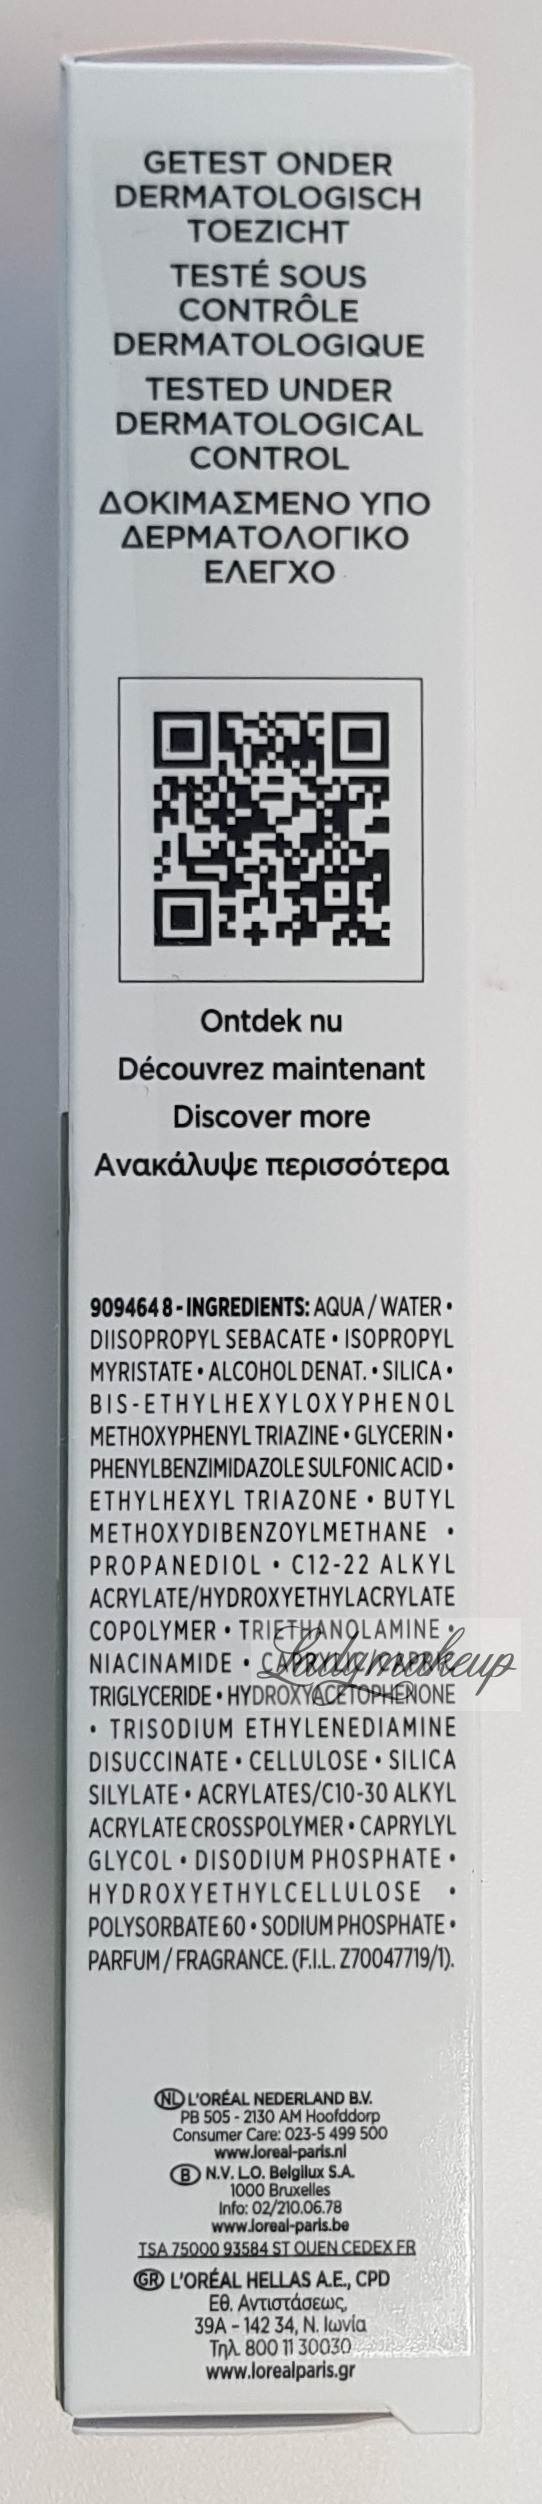 GETEST ONDER
DERMATOLOGISCH
TOEZICHT
TESTÉ SOUS
CONTRÔLE
DERMATOLOGIQUE
TESTED UNDER
DERMATOLOGICAL
CONTROL
ΔΟΚΙΜΑΣΜΕΝΟ ΥΠΟ
ΔΕΡΜΑΤΟΛΟΓΙΚΟ
ΕΛΕΓΧΟ
Ontdek nu
Découvrez maintenant
Discover more
Ανακάλυψε περισσότερα
909464 8 - INGREDIENTS: AQUA / WATER •
DIISOPROPYL SEBACATE • ISOPROPYL
MYRISTATE • ALCOHOL DENAT. • SILICA •
BIS-ETHYLHEXYLOXYPHENOL
METHOXYPHENYL TRIAZINE • GLYCERIN •
PHENYLBENZIMIDAZOLE SULFONIC ACID •
ETHYLHEXYL TRIAZONE • BUTYL
METHOXYDIBENZOYLMETHANE •
PROPANEDIOL • C12-22 ALKYL
ACRYLATE/HYDROXYETHYLACRYLATE
COPOLYMER • TRIETHANOLAMINE •
NIACINAMIDE • CAPRYLIC/CAPRIC
Ladymakeup
TRIGLYCERIDE • HYDROXYACETOPHENONE
• TRISODIUM ETHYLENEDIAMINE
DISUCCINATE • CELLULOSE • SILICA
SILYLATE • ACRYLATES/C10-30 ALKYL
ACRYLATE CROSSPOLYMER • CAPRYLYL
GLYCOL • DISODIUM PHOSPHATE •
HYDROXYETHYLCELLULOSE •
POLYSORBATE 60 • SODIUM PHOSPHATE •
PARFUM / FRAGRANCE. (F.I.L. Z70047719/1).
NL L'ORÉAL NEDERLAND B.V.
PB 505 - 2130 AM Hoofddorp
Consumer Care: 023-5 499 500
www.loreal-paris.nl
B N.V. L.O. Belgilux S.A.
1000 Bruxelles
Info: 02/210.06.78
www.loreal-paris.be
TSA 75000 93584 ST OUEN CEDEX FR
GR L'ORÉAL HELLAS A.E., CPD
Εθ. Αντιστάσεως,
39Α - 142 34, Ν. Ιωνία
Τηλ. 800 11 30030
www.lorealparis.gr